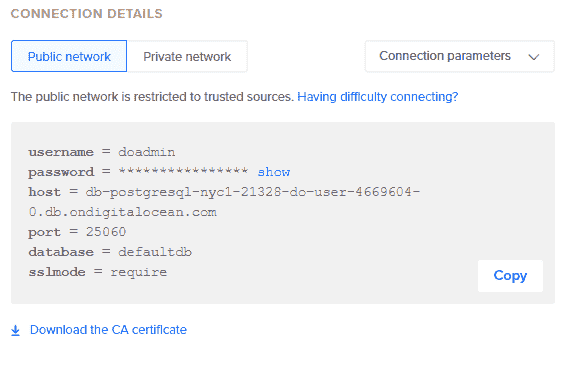 CONNECTION DETAILS
Public network
Private network
Connection parameters
The public network is restricted to trusted sources. Having difficulty connecting?
username = doadmin
password = **************** show
host = db-postgresql-nyc1-21328-do-user-4669604-
0.db.ondigitalocean.com
port = 25060
database = defaultdb
sslmode = require
Copy
Download the CA certificate